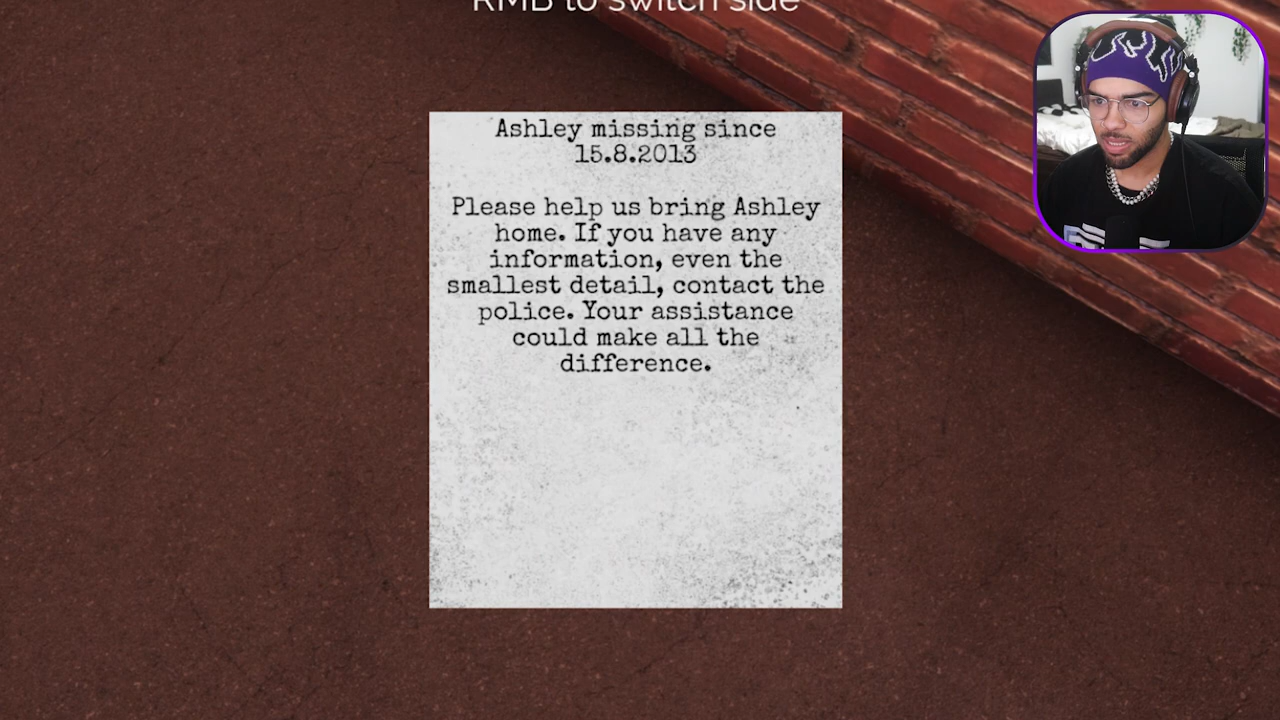 RMB to switch side
Ashley missing since
15.8.2013
Please help us bring Ashley
home. If you have any
information, even the
smallest detail, contact the
police. Your assistance
could make all the
difference.